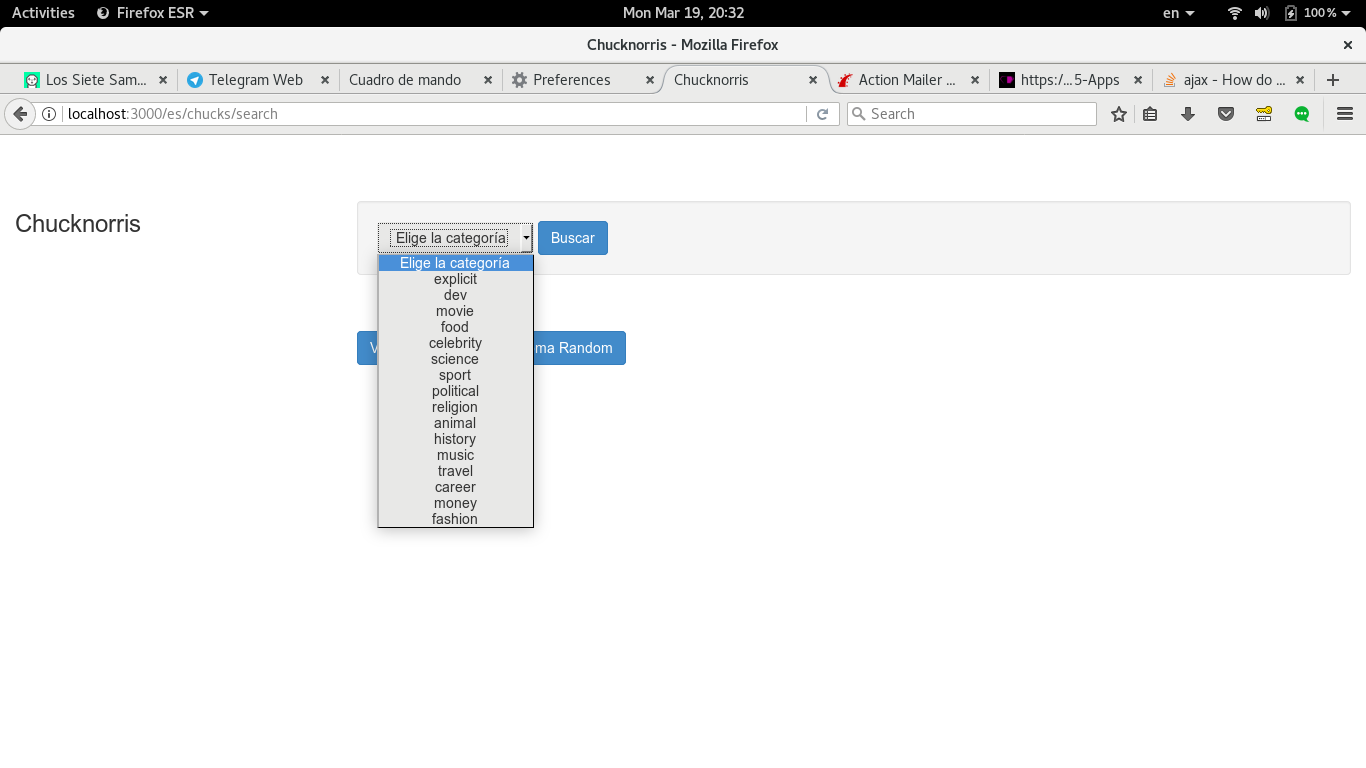 Activities Firefox ESR Mon Mar 19, 20:32 en 100%
Chucknorris - Mozilla Firefox
Los Siete Sam... Telegram Web Cuadro de mando Preferences Chucknorris Action Mailer ... https:/...5-Apps ajax - How do ...
localhost:3000/es/chucks/search Search
Chucknorris
Elige la categoría Buscar
Elige la categoría
explicit
dev
movie
food
celebrity
science
sport
political
religion
animal
history
music
travel
career
money
fashion
V ma Random